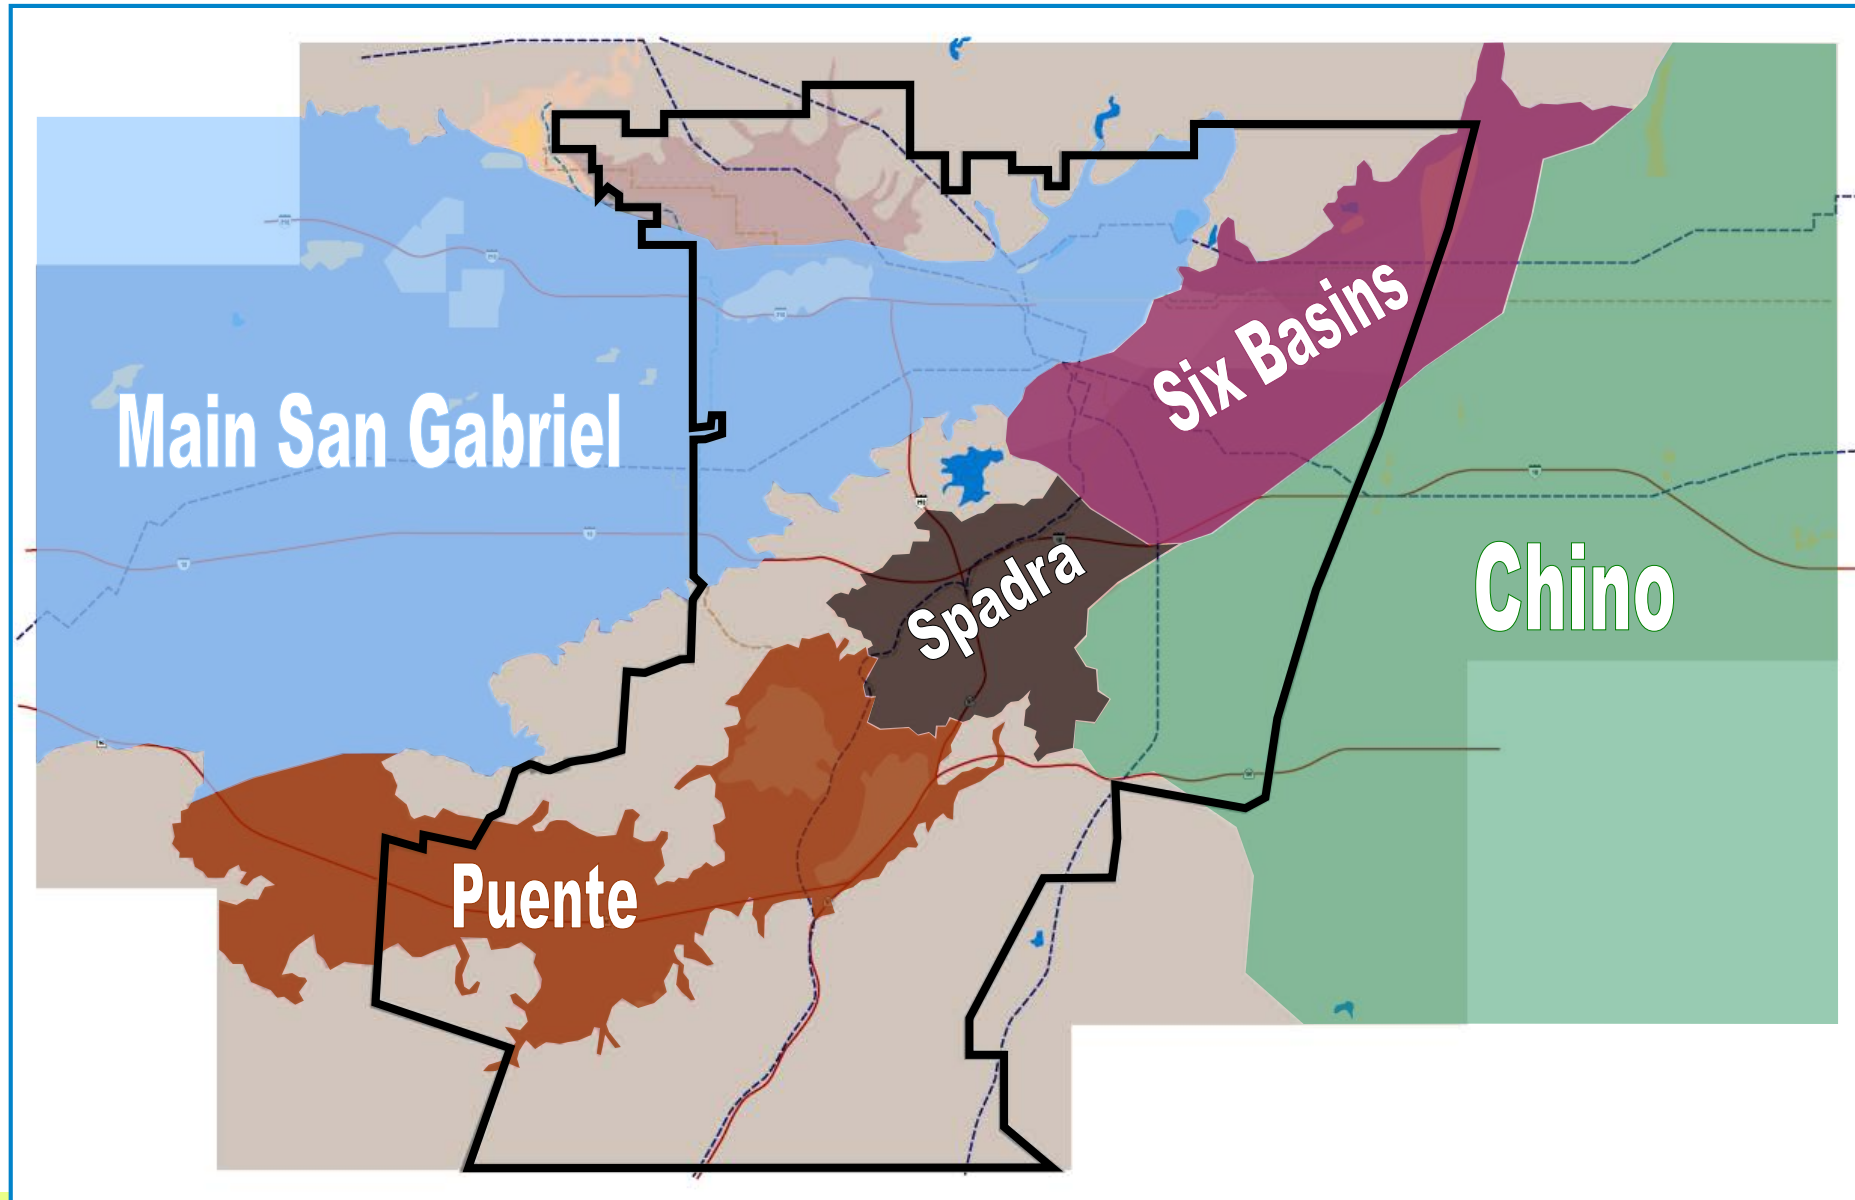 Main San Gabriel
Six Basins
Spadra
Chino
Puente